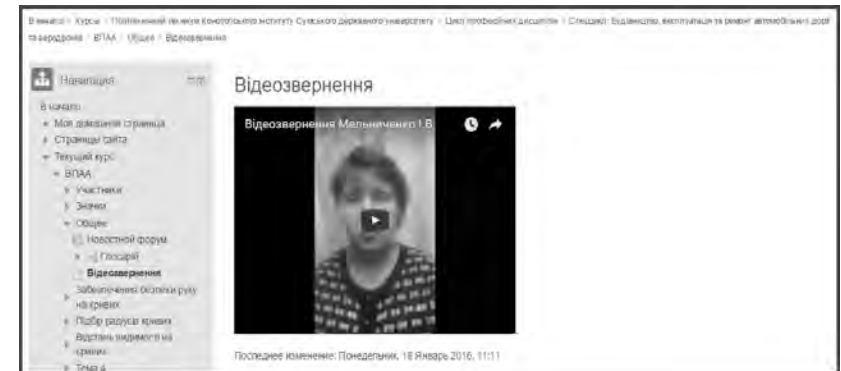 В начало Курсы Політехнічний технікум Конотопського інституту Сумського державного університету Цикл професійних дисциплін Спеццикл: Будівництво, експлуатація та ремонт автомобільних доріг
та аеродромів ВПАА Общее Відеозвернення
Навигация
В начало
Моя домашняя страница
Страницы сайта
Текущий курс
ВПАА
Участники
Значки
Общее
Новостной форум
Глосарій
Відеозвернення
Забезпечення безпеки руху
на кривих
Підбір радіусів кривих
Відстань видимості на
кривих
Тема 4
Відеозвернення
Відеозвернення Мельниченко І.В
Последнее изменение: Понедельник, 18 Январь 2016, 11:11